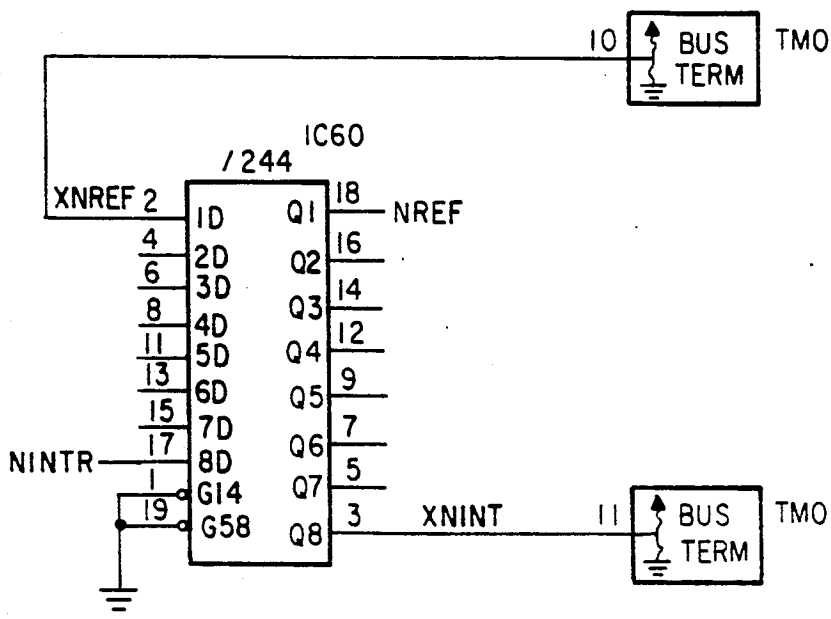 10 BUS TERM TMO
IC60
/244
XNREF 2 1D Q1 18 NREF
4 2D Q2 16
6 3D Q3 14
8 4D Q4 12
11 5D Q5 9
13 6D Q6 7
15 7D Q7 5
NINTR 17 8D
1 G14
19 G58 Q8 3 XNINT 11 BUS TERM TMO